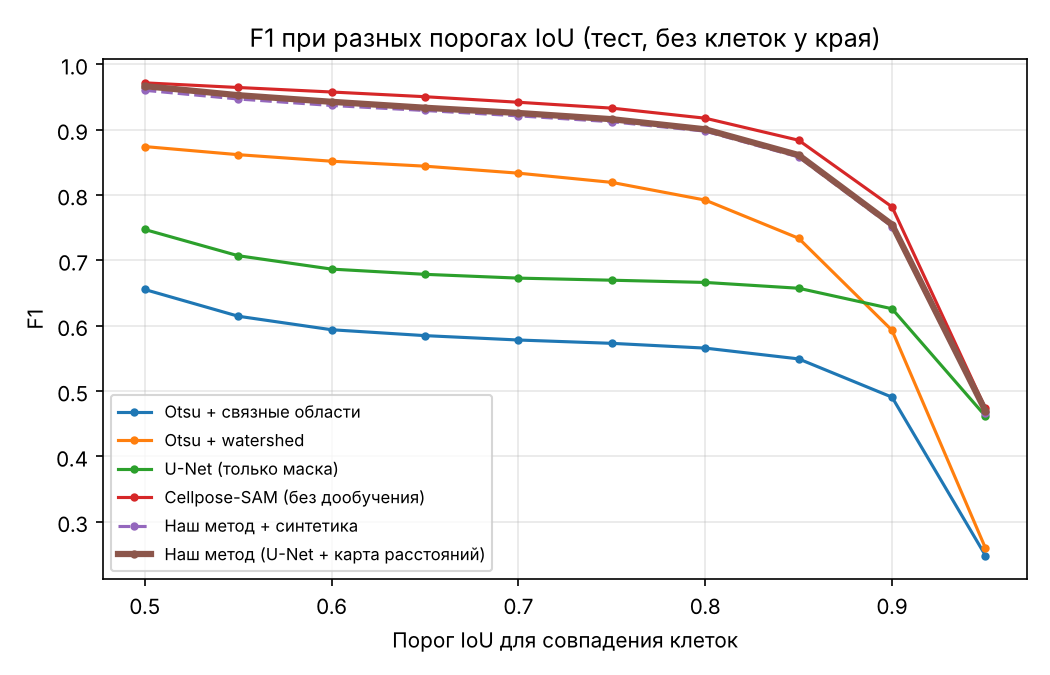 F1 при разных порогах IoU (тест, без клеток у края)
1.0
0.9
0.8
0.7
0.6
0.5
0.4
0.3
F1
Otsu + связные области
Otsu + watershed
U-Net (только маска)
Cellpose-SAM (без дообучения)
Наш метод + синтетика
Наш метод (U-Net + карта расстояний)
0.5 0.6 0.7 0.8 0.9
Порог IoU для совпадения клеток